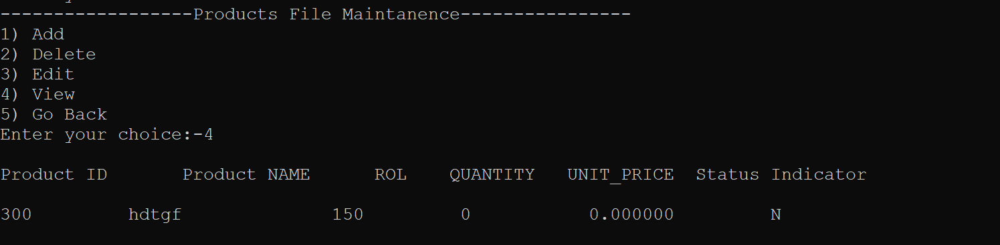 ------------------Products File Maintanence----------------
1) Add
2) Delete
3) Edit
4) View
5) Go Back
Enter your choice:-4
Product ID Product NAME ROL QUANTITY UNIT_PRICE Status Indicator
300 hdtgf 150 0 0.000000 N